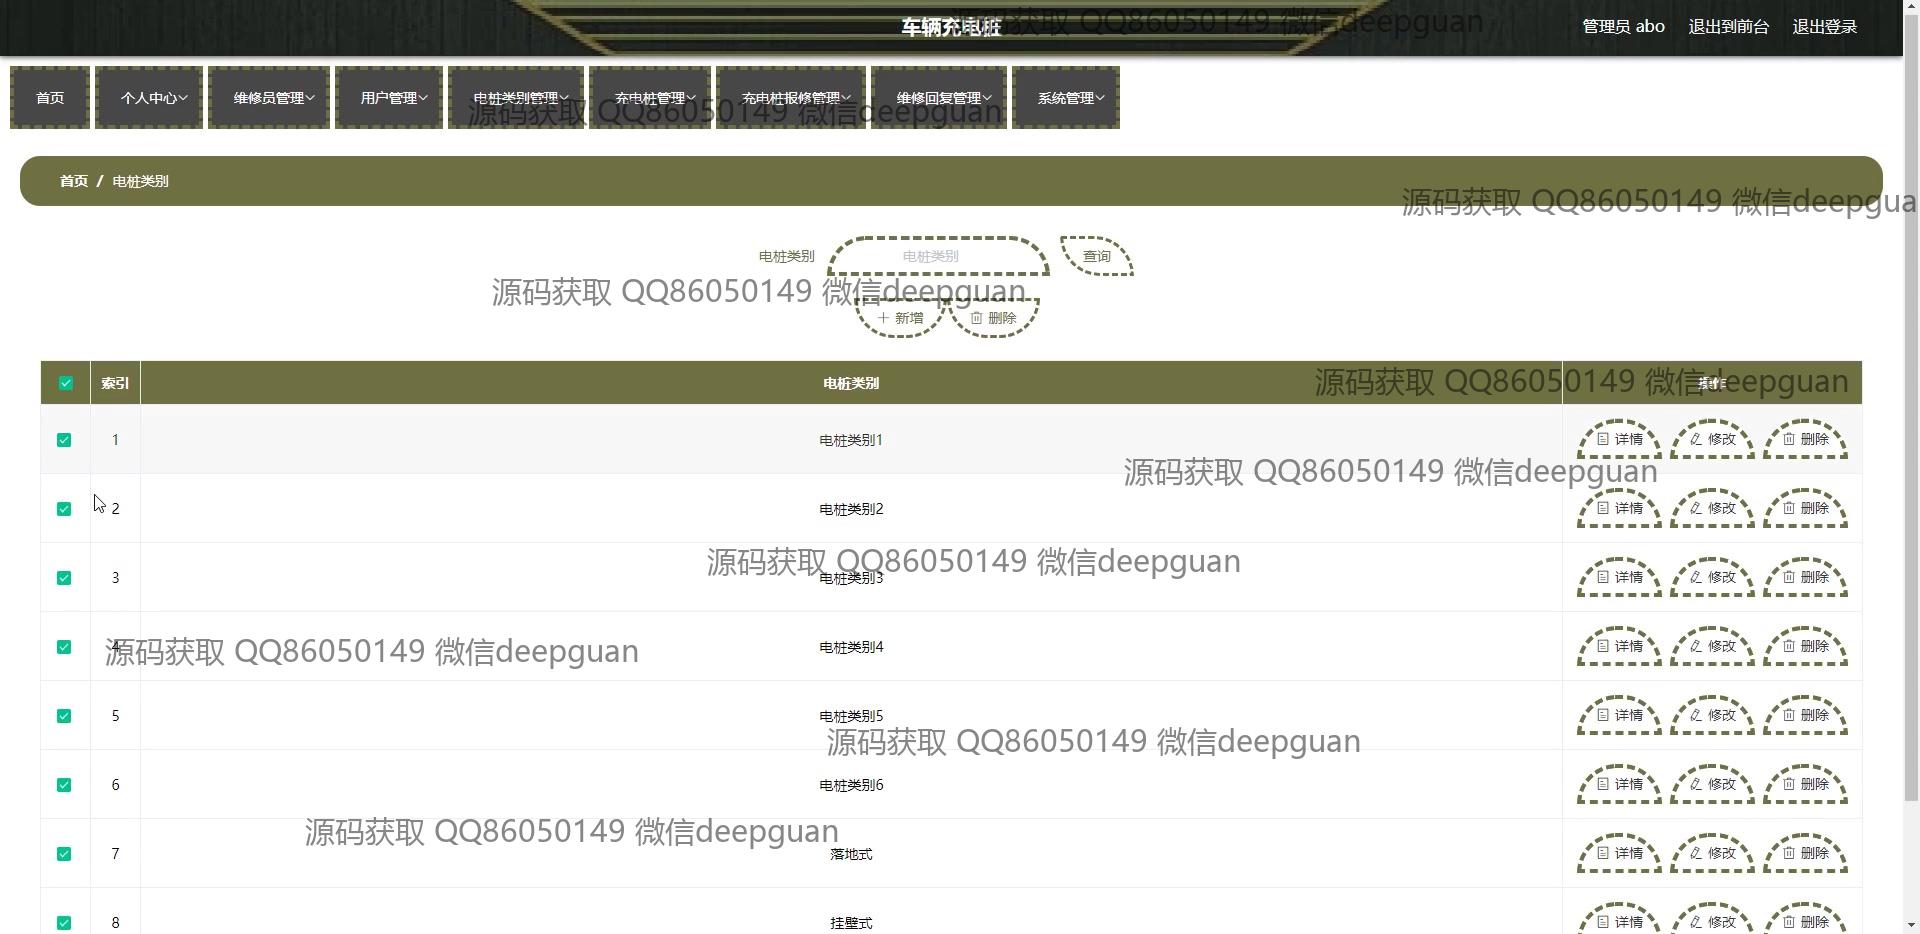 车辆充电桩
源码获取 QQ86050149 微信deepguan
管理员 abo
退出到前台
退出登录
首页
个人中心
维修员管理
用户管理
电桩类别管理
充电桩管理
充电桩报修管理
维修回复管理
系统管理
源码获取 QQ86050149 微信deepguan
首页 / 电桩类别
源码获取 QQ86050149 微信deepgua
电桩类别
电桩类别
查询
源码获取 QQ86050149 微信deepguan
新增
删除
索引
电桩类别
操作
源码获取 QQ86050149 微信deepguan
1
电桩类别1
详情
修改
删除
源码获取 QQ86050149 微信deepguan
2
电桩类别2
详情
修改
删除
源码获取 QQ86050149 微信deepguan
3
电桩类别3
详情
修改
删除
源码获取 QQ86050149 微信deepguan
4
电桩类别4
详情
修改
删除
5
电桩类别5
详情
修改
删除
源码获取 QQ86050149 微信deepguan
6
电桩类别6
详情
修改
删除
源码获取 QQ86050149 微信deepguan
7
落地式
详情
修改
删除
8
挂壁式
详情
修改
删除